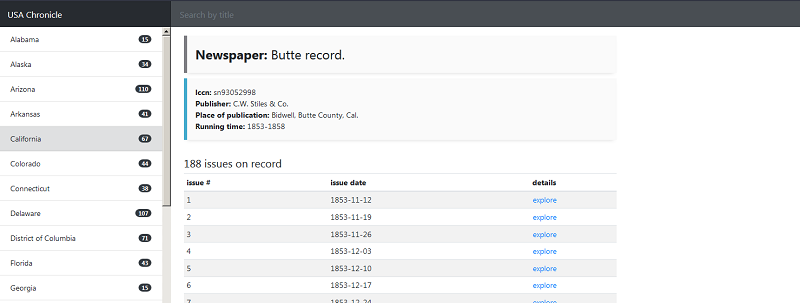 USA Chronicle
Search by title
Alabama 15
Alaska 34
Arizona 110
Arkansas 41
California 67
Colorado 44
Connecticut 38
Delaware 107
District of Columbia 71
Florida 43
Georgia 15
Newspaper: Butte record.
lccn: sn93052998
Publisher: C.W. Stiles & Co.
Place of publication: Bidwell, Butte County, Cal.
Running time: 1853-1858
188 issues on record
issue # issue date details
1 1853-11-12 explore
2 1853-11-19 explore
3 1853-11-26 explore
4 1853-12-03 explore
5 1853-12-10 explore
6 1853-12-17 explore
7 1853-12-24 explore